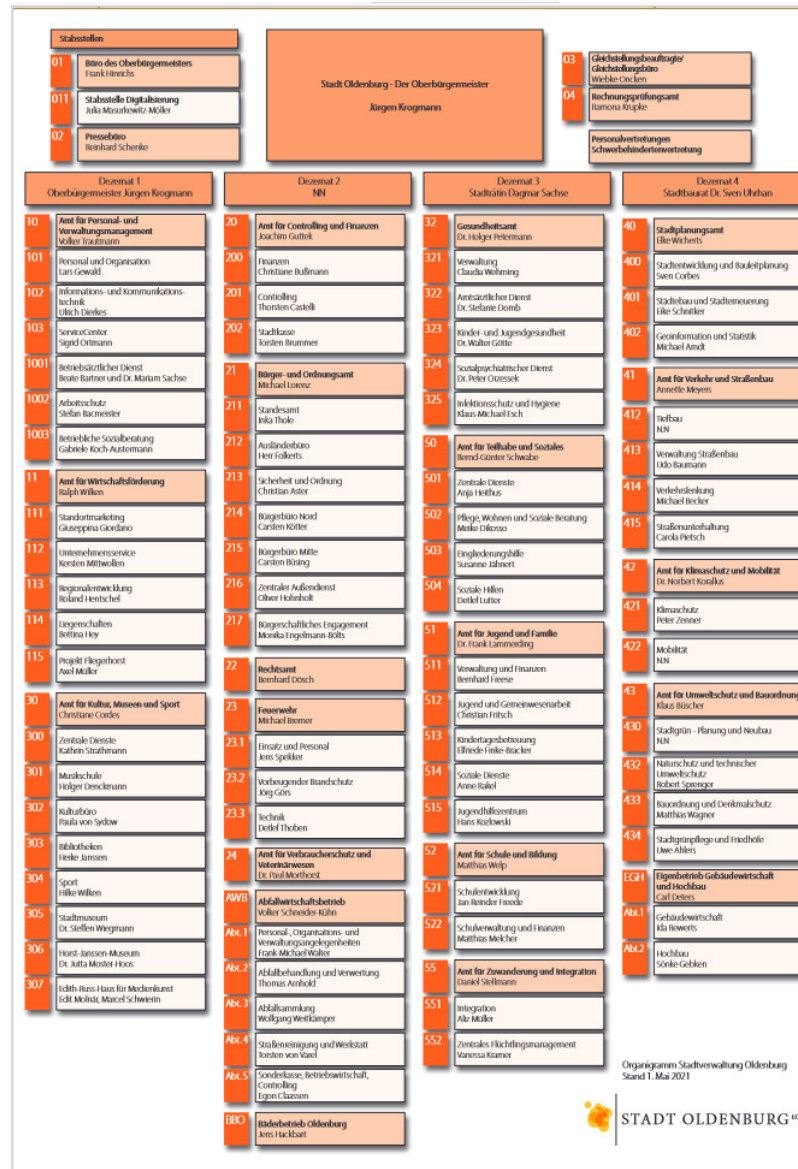 Stabsstellen
01
Büro des Oberbürgermeisters
Frank Hinrichs
011
Stabsstelle Digitalisierung
Julia Masurkewitz-Möller
02
Pressebüro
Reinhard Schenke
Stadt Oldenburg - Der Oberbürgermeister
Jürgen Krogmann
03
Gleichstellungsbeauftragte/
Gleichstellungsbüro
Wiebke Oncken
04
Rechnungsprüfungsamt
Ramona Krupke
Personalvertretungen
Schwerbehindertenvertretung
Dezernat 1
Oberbürgermeister Jürgen Krogmann
10
Amt für Personal- und
Verwaltungsmanagement
Volker Trautmann
101
Personal und Organisation
Lars Gewald
102
Informations- und Kommunikations-
technik
Ulrich Dierkes
103
ServiceCenter
Sigrid Ortmann
1001
Betriebsärztlicher Dienst
Beate Bartner und Dr. Mariam Sachse
1002
Arbeitsschutz
Stefan Bacmeister
1003
Betriebliche Sozialberatung
Gabriele Koch-Austermann
11
Amt für Wirtschaftsförderung
Ralph Wilken
111
Standortmarketing
Giuseppina Giordano
112
Unternehmensservice
Kersten Mittwollen
113
Regionalentwicklung
Roland Hentschel
114
Liegenschaften
Bettina Hey
115
Projekt Fliegerhorst
Axel Müller
30
Amt für Kultur, Museen und Sport
Christiane Cordes
300
Zentrale Dienste
Kathrin Strathmann
301
Musikschule
Holger Denckmann
302
Kulturbüro
Paula von Sydow
303
Bibliotheken
Heike Janssen
304
Sport
Hilke Wilken
305
Stadtmuseum
Dr. Steffen Wiegmann
306
Horst-Janssen-Museum
Dr. Jutta Moster-Hoos
307
Edith-Russ-Haus für Medienkunst
Edit Molnár, Marcel Schwierin
Dezernat 2
NN
20
Amt für Controlling und Finanzen
Joachim Guttek
200
Finanzen
Christiane Bußmann
201
Controlling
Thorsten Castelli
202
Stadtkasse
Torsten Brummer
21
Bürger- und Ordnungsamt
Michael Lorenz
211
Standesamt
Inka Thole
212
Ausländerbüro
Herr Folkerts
213
Sicherheit und Ordnung
Christian Aster
214
Bürgerbüro Nord
Carsten Kötter
215
Bürgerbüro Mitte
Carsten Büsing
216
Zentraler Außendienst
Oliver Hohnholt
217
Bürgerschaftliches Engagement
Monika Engelmann-Bölts
22
Rechtsamt
Bernhard Dösch
23
Feuerwehr
Michael Bremer
23.1
Einsatz und Personal
Jens Spekker
23.2
Vorbeugender Brandschutz
Jörg Görs
23.3
Technik
Detlef Thoben
24
Amt für Verbraucherschutz und
Veterinärwesen
Dr. Paul Morthorst
AWB
Abfallwirtschaftsbetrieb
Volker Schneider-Kühn
Abt. 1
Personal-, Organisations- und
Verwaltungsangelegenheiten
Frank-Michael Walter
Abt. 2
Abfallbehandlung und Verwertung
Thomas Arnhold
Abt. 3
Abfallsammlung
Wolfgang Weitkämper
Abt. 4
Straßenreinigung und Werkstatt
Torsten von Varel
Abt. 5
Sonderkasse, Betriebswirtschaft,
Controlling
Egon Claassen
BBO
Bäderbetrieb Oldenburg
Jens Hackbart
Dezernat 3
Stadträtin Dagmar Sachse
32
Gesundheitsamt
Dr. Holger Petermann
321
Verwaltung
Claudia Wehming
322
Amtsärztlicher Dienst
Dr. Stefanie Domb
323
Kinder- und Jugendgesundheit
Dr. Walter Götte
324
Sozialpsychiatrischer Dienst
Dr. Peter Orzessek
325
Infektionsschutz und Hygiene
Klaus-Michael Esch
50
Amt für Teilhabe und Soziales
Bernd-Günter Schwabe
501
Zentrale Dienste
Anja Heithus
502
Pflege, Wohnen und Soziale Beratung
Meike Dikosso
503
Eingliederungshilfe
Susanne Jähnert
504
Soziale Hilfen
Detlef Lutter
51
Amt für Jugend und Familie
Dr. Frank Lammerding
511
Verwaltung und Finanzen
Bernhard Freese
512
Jugend und Gemeinwesenarbeit
Christian Fritsch
513
Kindertagesbetreuung
Elfriede Finke-Bracker
514
Soziale Dienste
Anne Rakel
515
Jugendhilfezentrum
Hans Kozlowski
52
Amt für Schule und Bildung
Matthias Welp
521
Schulentwicklung
Jan Reinder Freede
522
Schulverwaltung und Finanzen
Matthias Melcher
55
Amt für Zuwanderung und Integration
Daniel Stellmann
551
Integration
Aliz Müller
552
Zentrales Flüchtlingsmanagement
Vanessa Kramer
Dezernat 4
Stadtbaurat Dr. Sven Uhrhan
40
Stadtplanungsamt
Elke Wicherts
400
Stadtentwicklung und Bauleitplanung
Sven Corbes
401
Städtebau und Stadterneuerung
Eike Schnitker
402
Geoinformation und Statistik
Michael Arndt
41
Amt für Verkehr und Straßenbau
Annette Meyers
412
Tiefbau
N.N
413
Verwaltung Straßenbau
Udo Baumann
414
Verkehrslenkung
Michael Becker
415
Straßenunterhaltung
Carola Pietsch
42
Amt für Klimaschutz und Mobilität
Dr. Norbert Korallus
421
Klimaschutz
Peter Zenner
422
Mobilität
N.N
43
Amt für Umweltschutz und Bauordnung
Klaus Büscher
430
Stadtgrün - Planung und Neubau
N.N
432
Naturschutz und technischer
Umweltschutz
Robert Sprenger
433
Bauordnung und Denkmalschutz
Matthias Wagner
434
Stadtgrünpflege und Friedhöfe
Uwe Ahlers
EGH
Eigenbetrieb Gebäudewirtschaft
und Hochbau
Carl Deters
Abt.1
Gebäudewirtschaft
Ida Rewerts
Abt.2
Hochbau
Sönke Gebken
Organigramm Stadtverwaltung Oldenburg
Stand 1. Mai 2021
STADT OLDENBURG